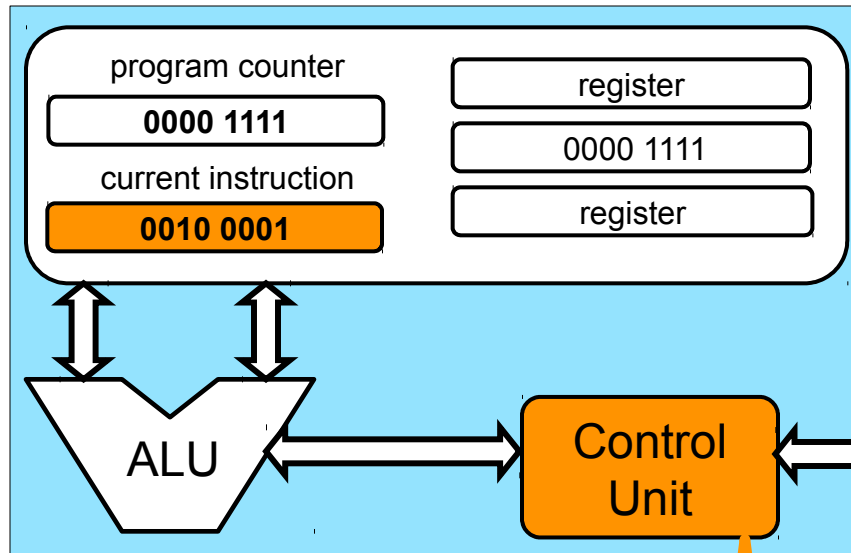 program counter
0000 1111
current instruction
0010 0001
register
0000 1111
register
ALU
Control
Unit